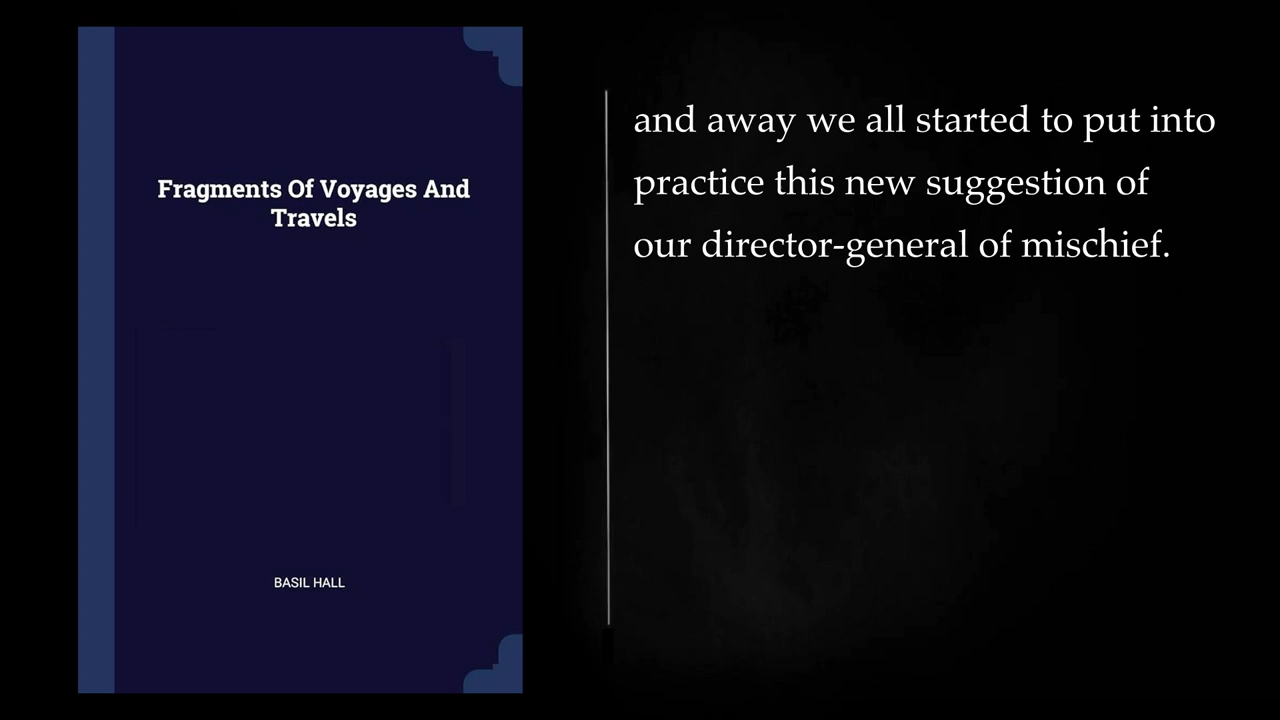 Fragments Of Voyages And
Travels
BASIL HALL
and away we all started to put into
practice this new suggestion of
our director-general of mischief.